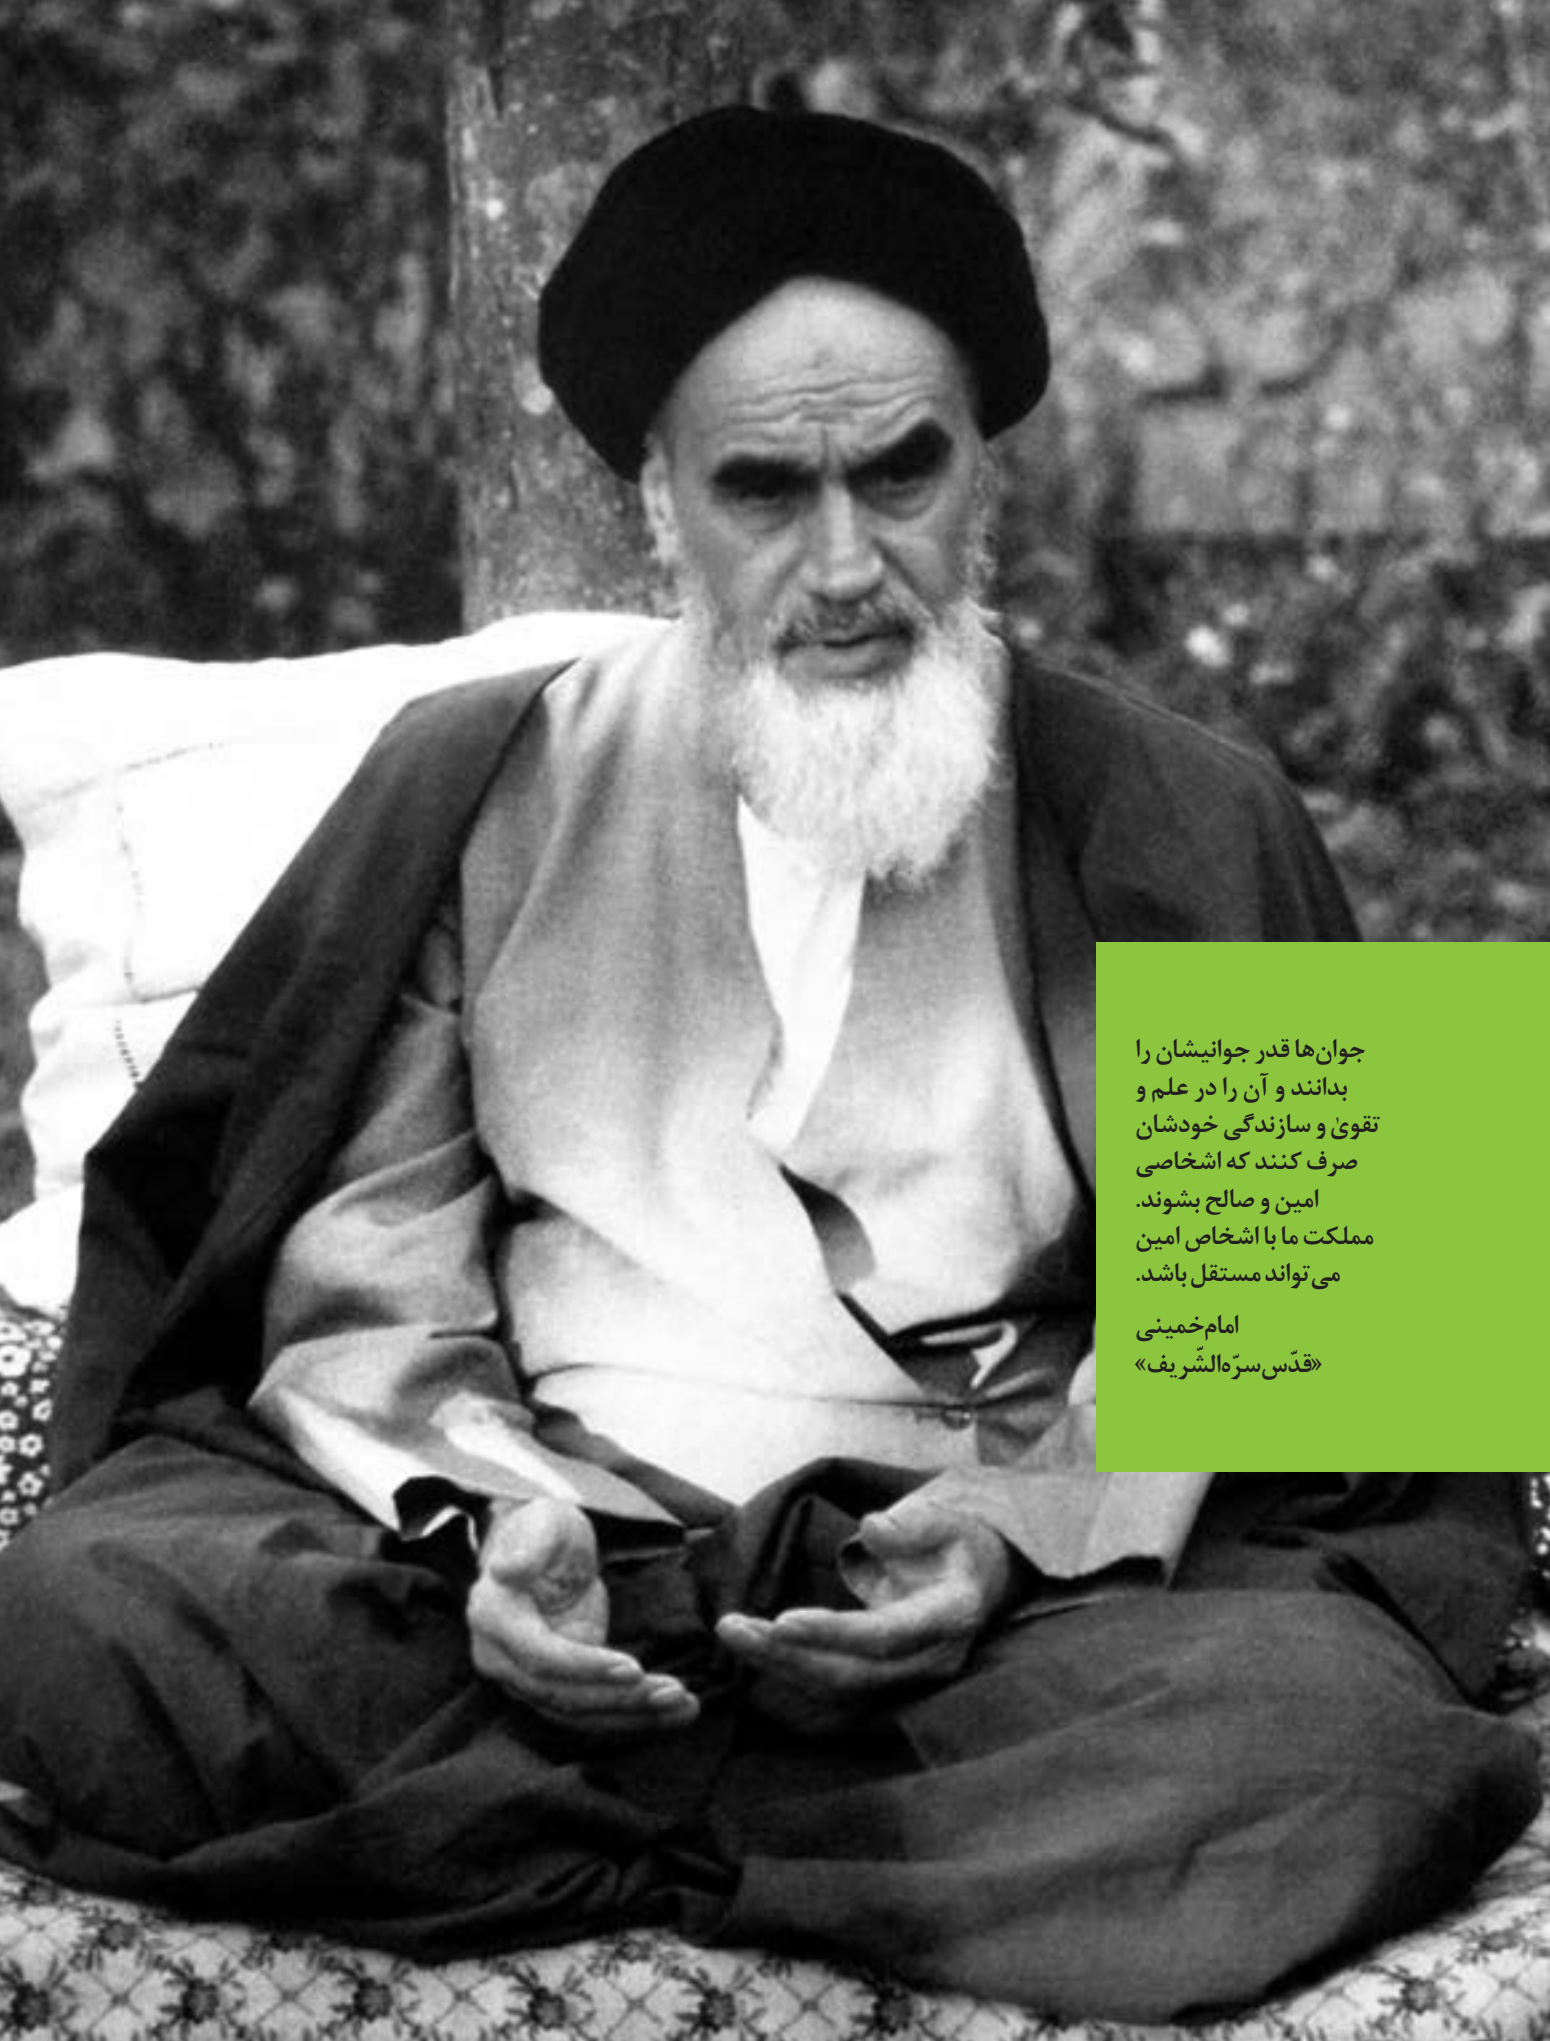 جوان‌ها قدر جوانیشان را
بدانند و آن را در علم و
تقویٰ و سازندگی خودشان
صرف کنند که اشخاصی
امین و صالح بشوند.
مملکت ما با اشخاص امین
می‌تواند مستقل باشد.
امام‌خمینی
«قدّس‌سرّه‌الشّریف»